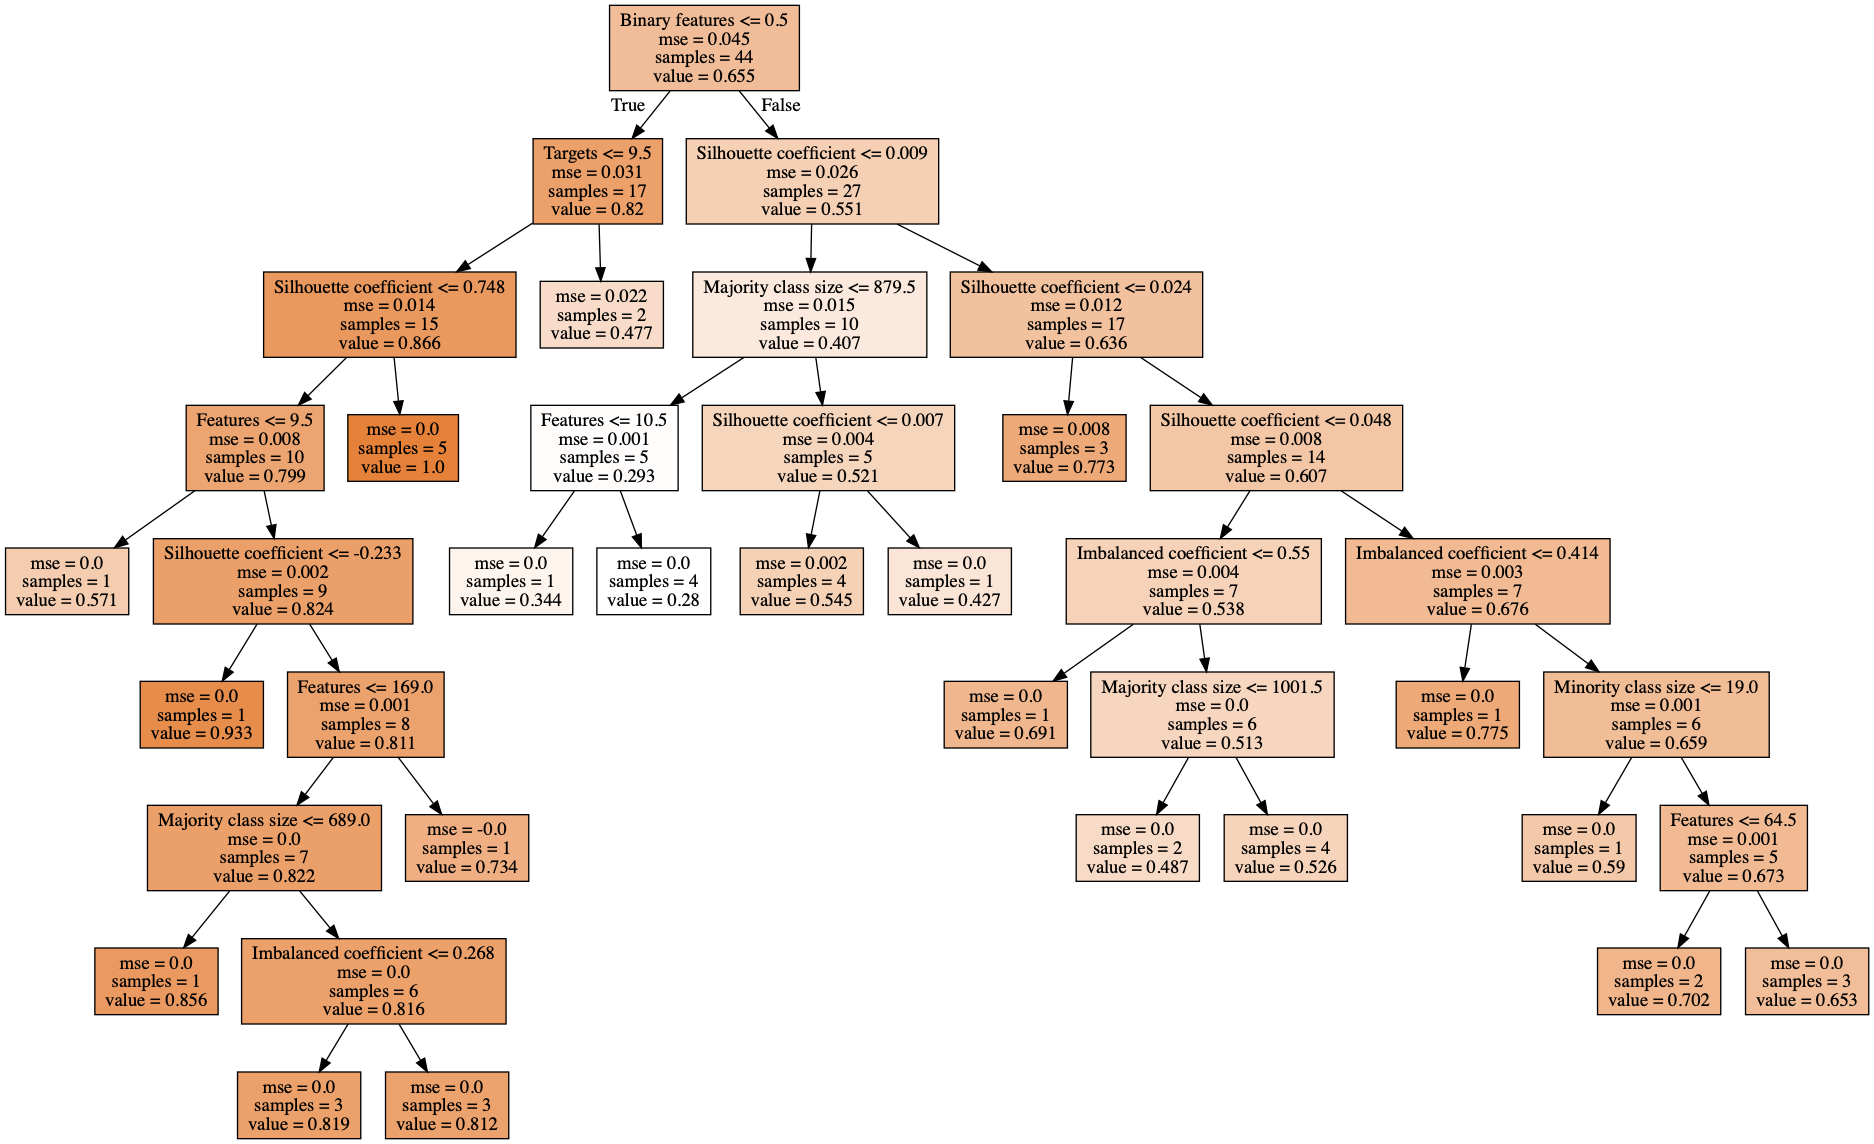 Binary features <= 0.5
mse = 0.045
samples = 44
value = 0.655
True
False
Targets <= 9.5
mse = 0.031
samples = 17
value = 0.82
Silhouette coefficient <= 0.009
mse = 0.026
samples = 27
value = 0.551
Silhouette coefficient <= 0.748
mse = 0.014
samples = 15
value = 0.866
mse = 0.022
samples = 2
value = 0.477
Majority class size <= 879.5
mse = 0.015
samples = 10
value = 0.407
Silhouette coefficient <= 0.024
mse = 0.012
samples = 17
value = 0.636
Features <= 9.5
mse = 0.008
samples = 10
value = 0.799
mse = 0.0
samples = 5
value = 1.0
Features <= 10.5
mse = 0.001
samples = 5
value = 0.293
Silhouette coefficient <= 0.007
mse = 0.004
samples = 5
value = 0.521
mse = 0.008
samples = 3
value = 0.773
Silhouette coefficient <= 0.048
mse = 0.008
samples = 14
value = 0.607
mse = 0.0
samples = 1
value = 0.571
Silhouette coefficient <= -0.233
mse = 0.002
samples = 9
value = 0.824
mse = 0.0
samples = 1
value = 0.344
mse = 0.0
samples = 4
value = 0.28
mse = 0.002
samples = 4
value = 0.545
mse = 0.0
samples = 1
value = 0.427
Imbalanced coefficient <= 0.55
mse = 0.004
samples = 7
value = 0.538
Imbalanced coefficient <= 0.414
mse = 0.003
samples = 7
value = 0.676
mse = 0.0
samples = 1
value = 0.933
Features <= 169.0
mse = 0.001
samples = 8
value = 0.811
mse = 0.0
samples = 1
value = 0.691
Majority class size <= 1001.5
mse = 0.0
samples = 6
value = 0.513
mse = 0.0
samples = 1
value = 0.775
Minority class size <= 19.0
mse = 0.001
samples = 6
value = 0.659
Majority class size <= 689.0
mse = 0.0
samples = 7
value = 0.822
mse = -0.0
samples = 1
value = 0.734
mse = 0.0
samples = 2
value = 0.487
mse = 0.0
samples = 4
value = 0.526
mse = 0.0
samples = 1
value = 0.59
Features <= 64.5
mse = 0.001
samples = 5
value = 0.673
mse = 0.0
samples = 1
value = 0.856
Imbalanced coefficient <= 0.268
mse = 0.0
samples = 6
value = 0.816
mse = 0.0
samples = 2
value = 0.702
mse = 0.0
samples = 3
value = 0.653
mse = 0.0
samples = 3
value = 0.819
mse = 0.0
samples = 3
value = 0.812